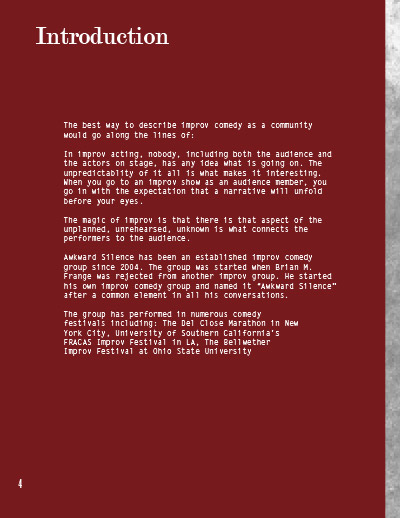 Introduction
The best way to describe improv comedy as a community
would go along the lines of:
In improv acting, nobody, including both the audience and
the actors on stage, has any idea what is going on. The
unpredictablity of it all is what makes it interesting.
When you go to an improv show as an audience member, you
go in with the expectation that a narrative will unfold
before your eyes.
The magic of improv is that there is that aspect of the
unplanned, unrehearsed, unknown is what connects the
performers to the audience.
Awkward Silence has been an established improv comedy
group since 2004. The group was started when Brian M.
Frange was rejected from another improv group. He started
his own improv comedy group and named it “Awkward Silence”
after a common element in all his conversations.
The group has performed in numerous comedy
festivals including: The Del Close Marathon in New
York City, University of Southern California’s
FRACAS Improv Festival in LA, The Bellwether
Improv Festival at Ohio State University
4